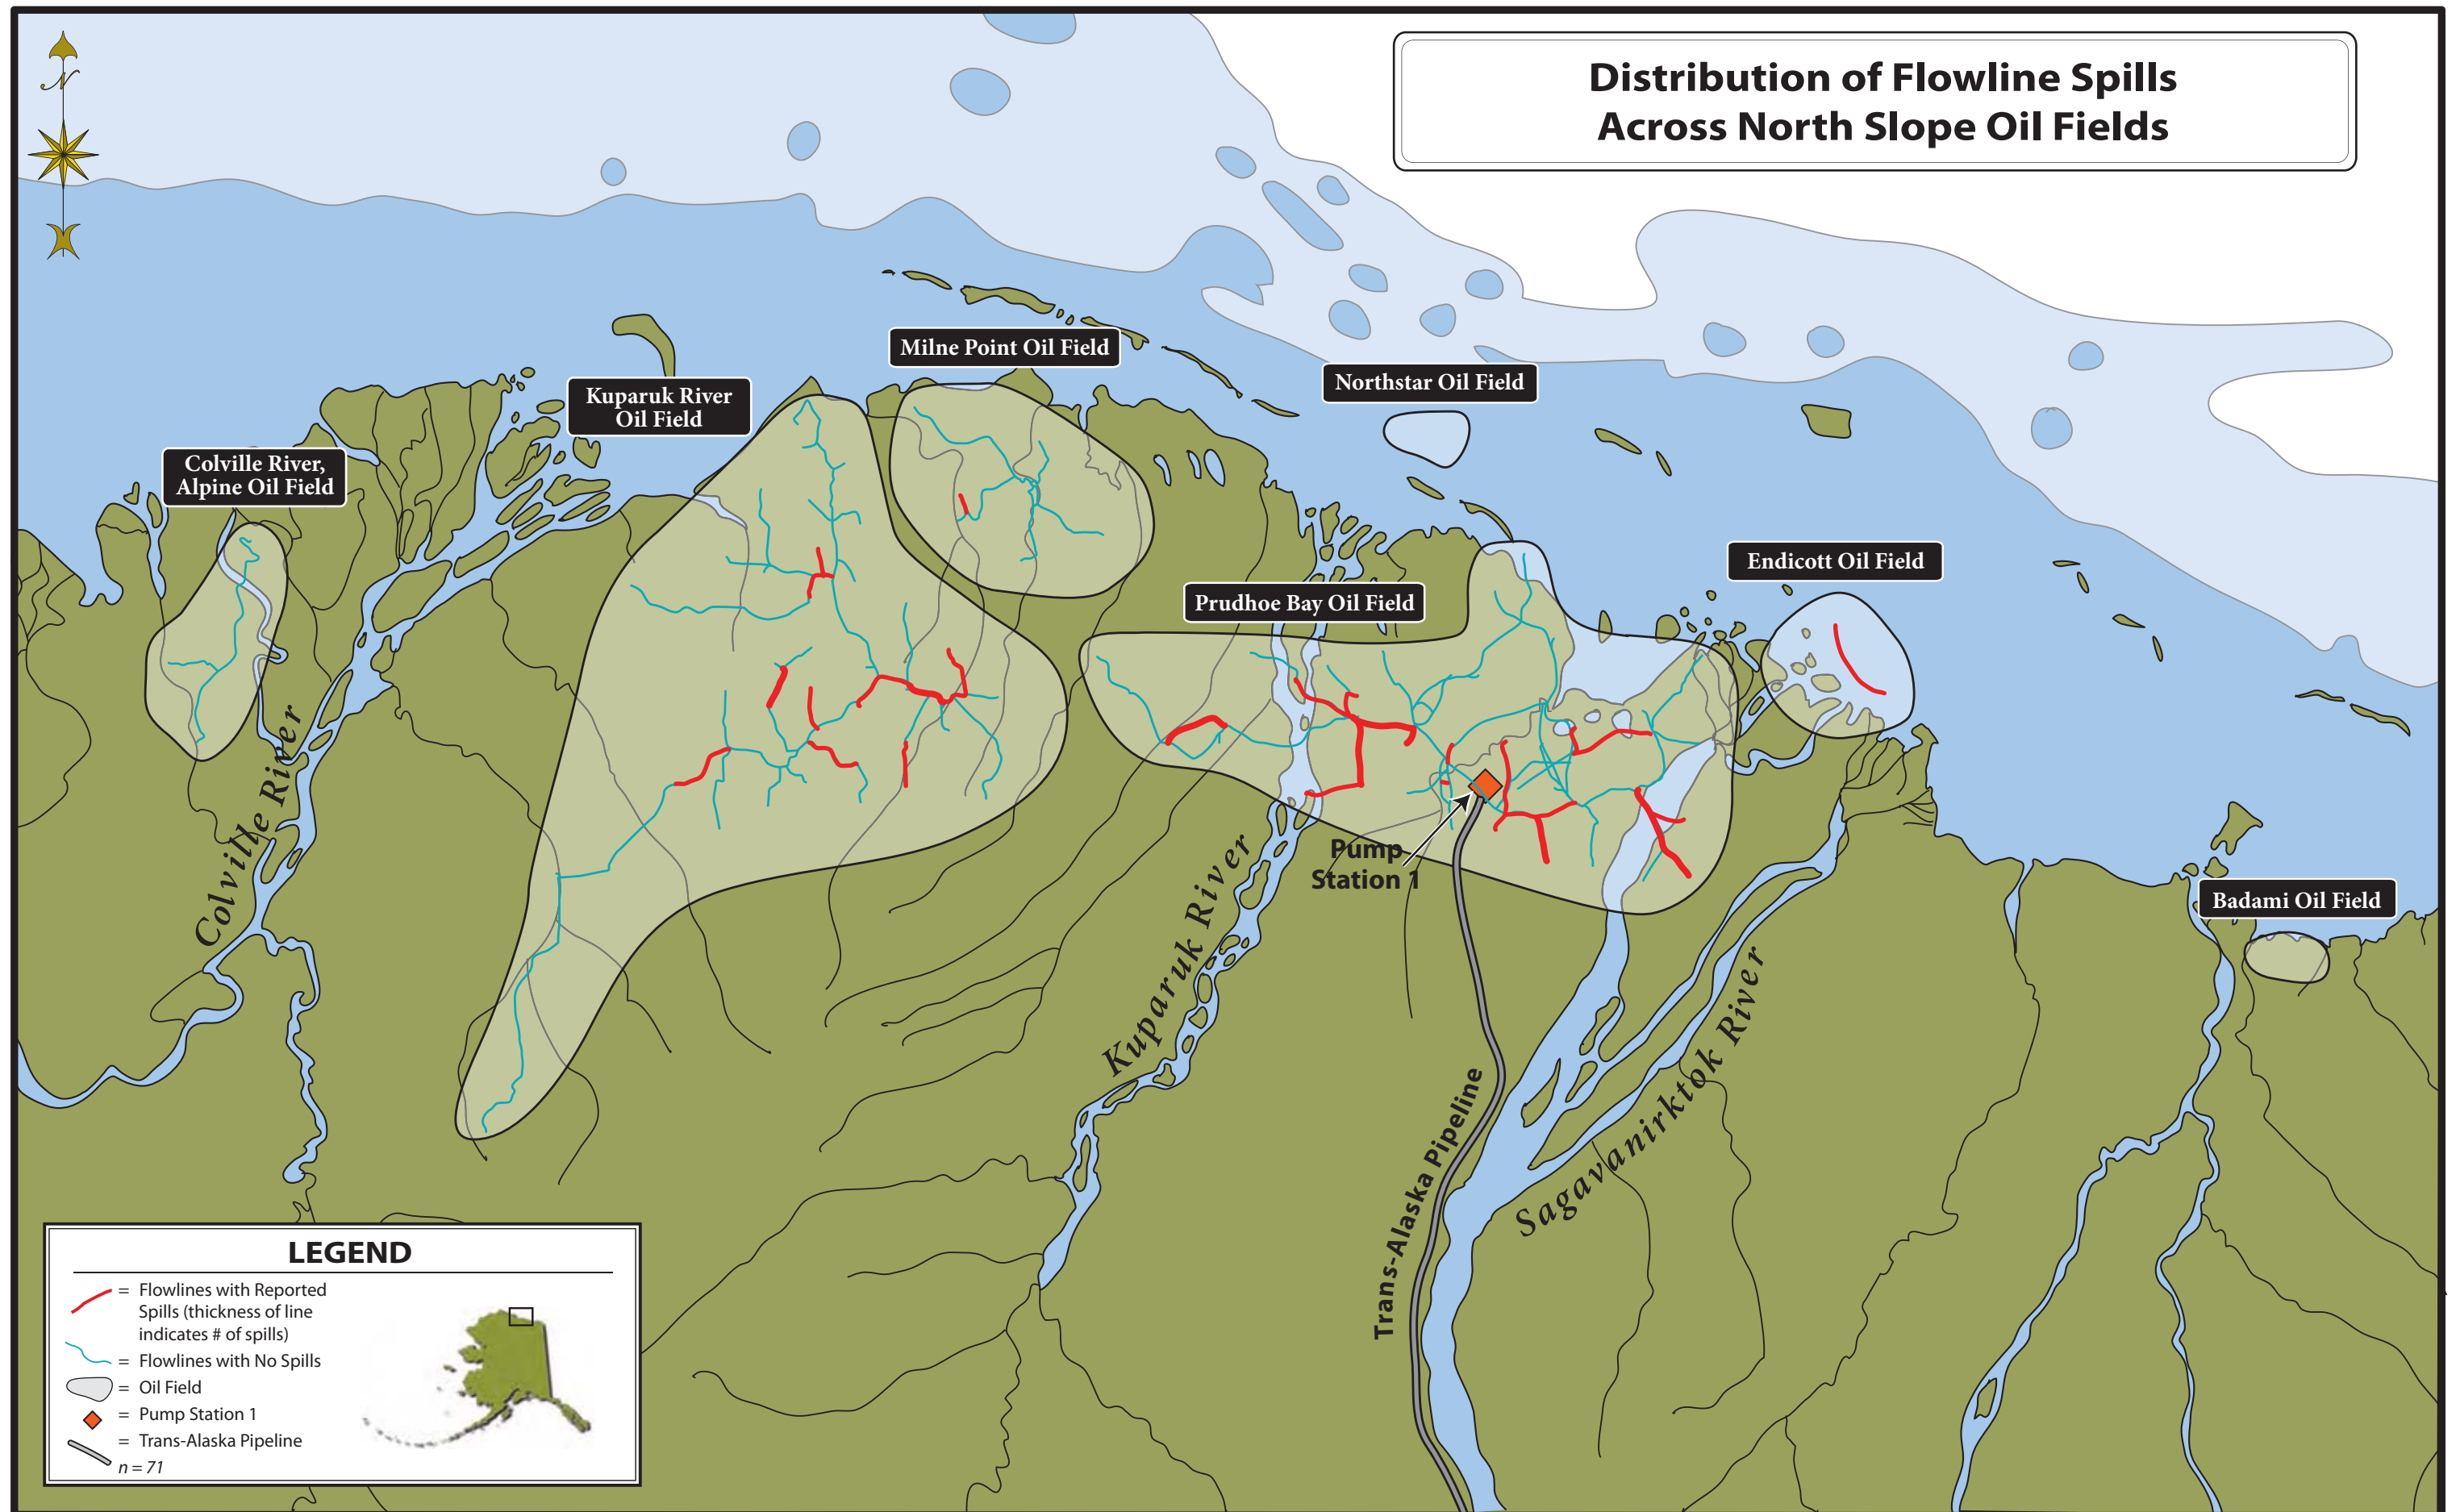 Distribution of Flowline Spills
Across North Slope Oil Fields
N
Milne Point Oil Field
Northstar Oil Field
Kuparuk River
Oil Field
Colville River,
Alpine Oil Field
Endicott Oil Field
Prudhoe Bay Oil Field
Pump
Station 1
Badami Oil Field
Colville River
Kuparuk River
Sagavanirktok River
Trans-Alaska Pipeline
LEGEND
= Flowlines with Reported
Spills (thickness of line
indicates # of spills)
= Flowlines with No Spills
= Oil Field
= Pump Station 1
= Trans-Alaska Pipeline
n = 71